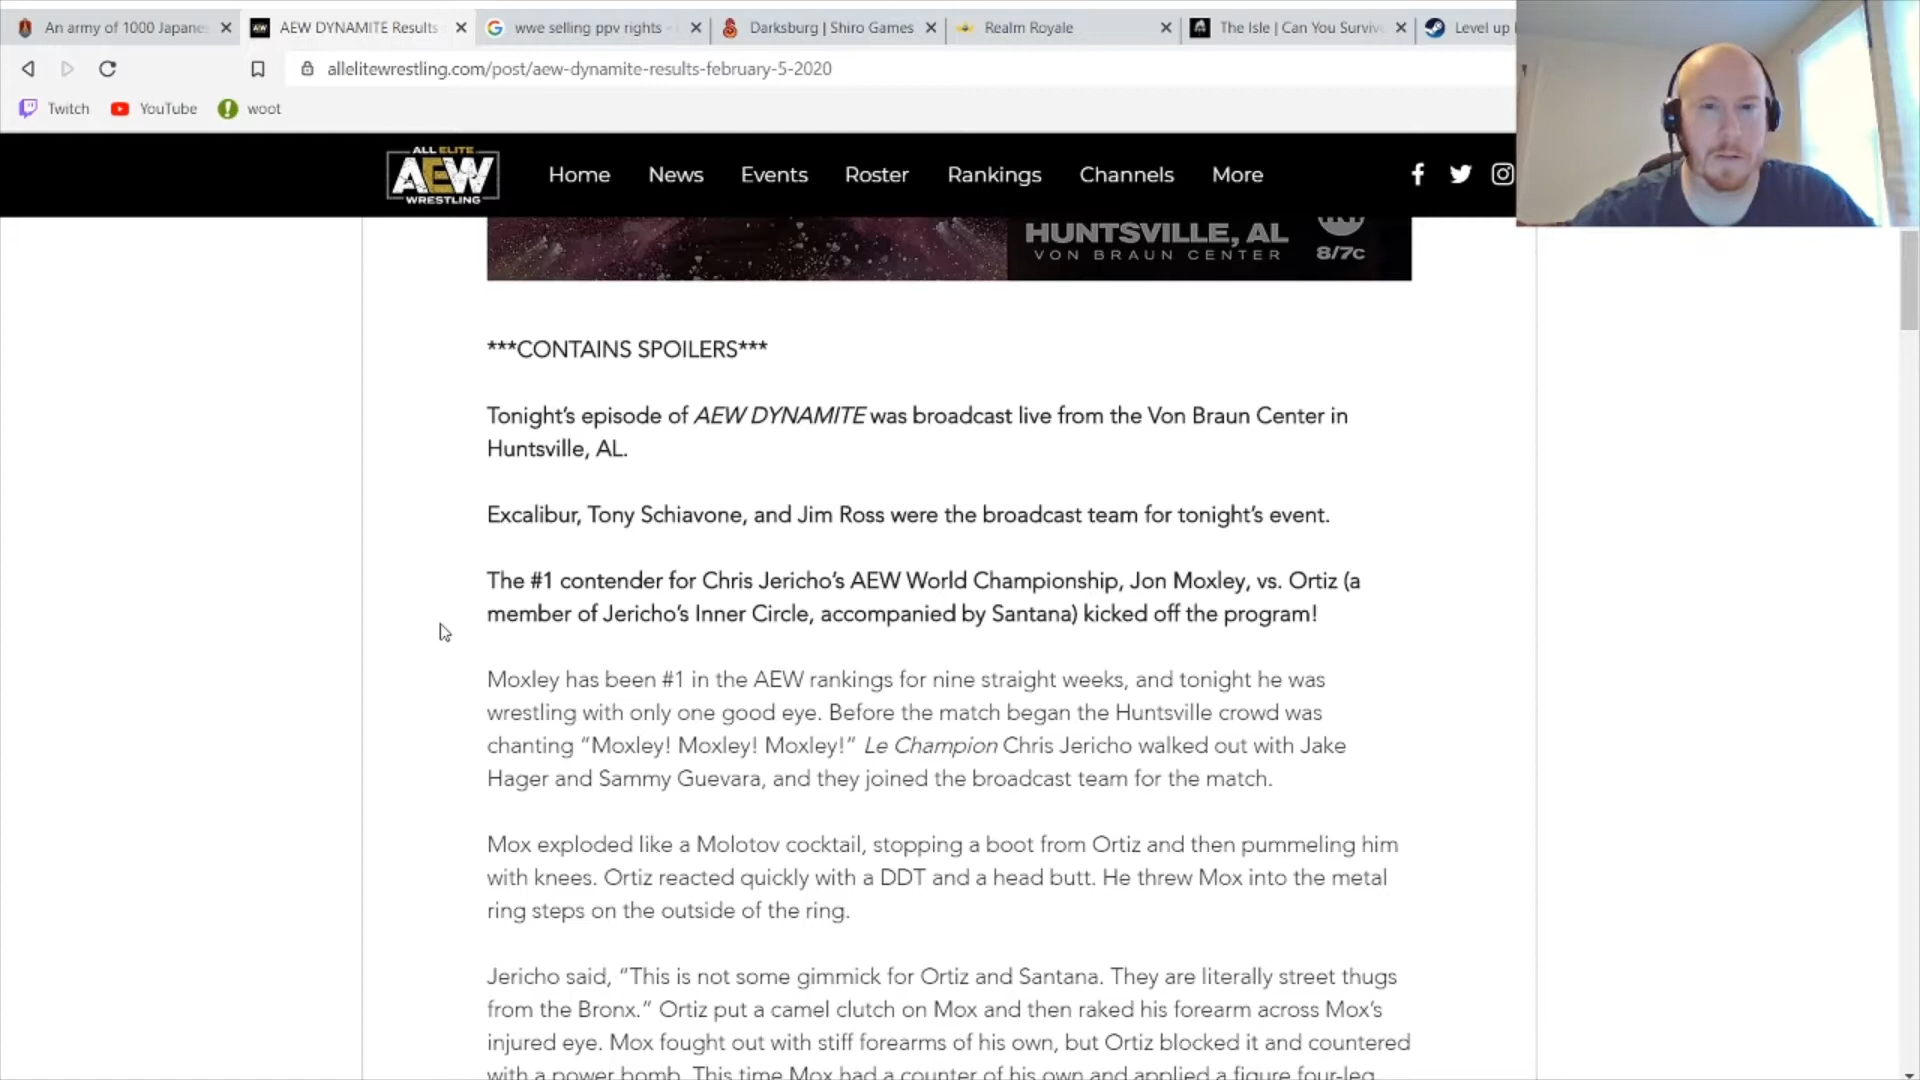 An army of 1000 Japane
AEW DYNAMITE Results
wwe selling ppv rights -
Darksburg | Shiro Games
Realm Royale
The Isle | Can You Surviv
Level up
allelitewrestling.com/post/aew-dynamite-results-february-5-2020
Twitch
YouTube
woot
ALL ELITE
AEW
WRESTLING
Home
News
Events
Roster
Rankings
Channels
More
HUNTSVILLE, AL
VON BRAUN CENTER
8/7c
***CONTAINS SPOILERS***
Tonight's episode of AEW DYNAMITE was broadcast live from the Von Braun Center in
Huntsville, AL.
Excalibur, Tony Schiavone, and Jim Ross were the broadcast team for tonight's event.
The #1 contender for Chris Jericho's AEW World Championship, Jon Moxley, vs. Ortiz (a
member of Jericho's Inner Circle, accompanied by Santana) kicked off the program!
Moxley has been #1 in the AEW rankings for nine straight weeks, and tonight he was
wrestling with only one good eye. Before the match began the Huntsville crowd was
chanting “Moxley! Moxley! Moxley!” Le Champion Chris Jericho walked out with Jake
Hager and Sammy Guevara, and they joined the broadcast team for the match.
Mox exploded like a Molotov cocktail, stopping a boot from Ortiz and then pummeling him
with knees. Ortiz reacted quickly with a DDT and a head butt. He threw Mox into the metal
ring steps on the outside of the ring.
Jericho said, “This is not some gimmick for Ortiz and Santana. They are literally street thugs
from the Bronx.” Ortiz put a camel clutch on Mox and then raked his forearm across Mox's
injured eye. Mox fought out with stiff forearms of his own, but Ortiz blocked it and countered
with a power bomb. This time Mox had a counter of his own and applied a figure four-leg